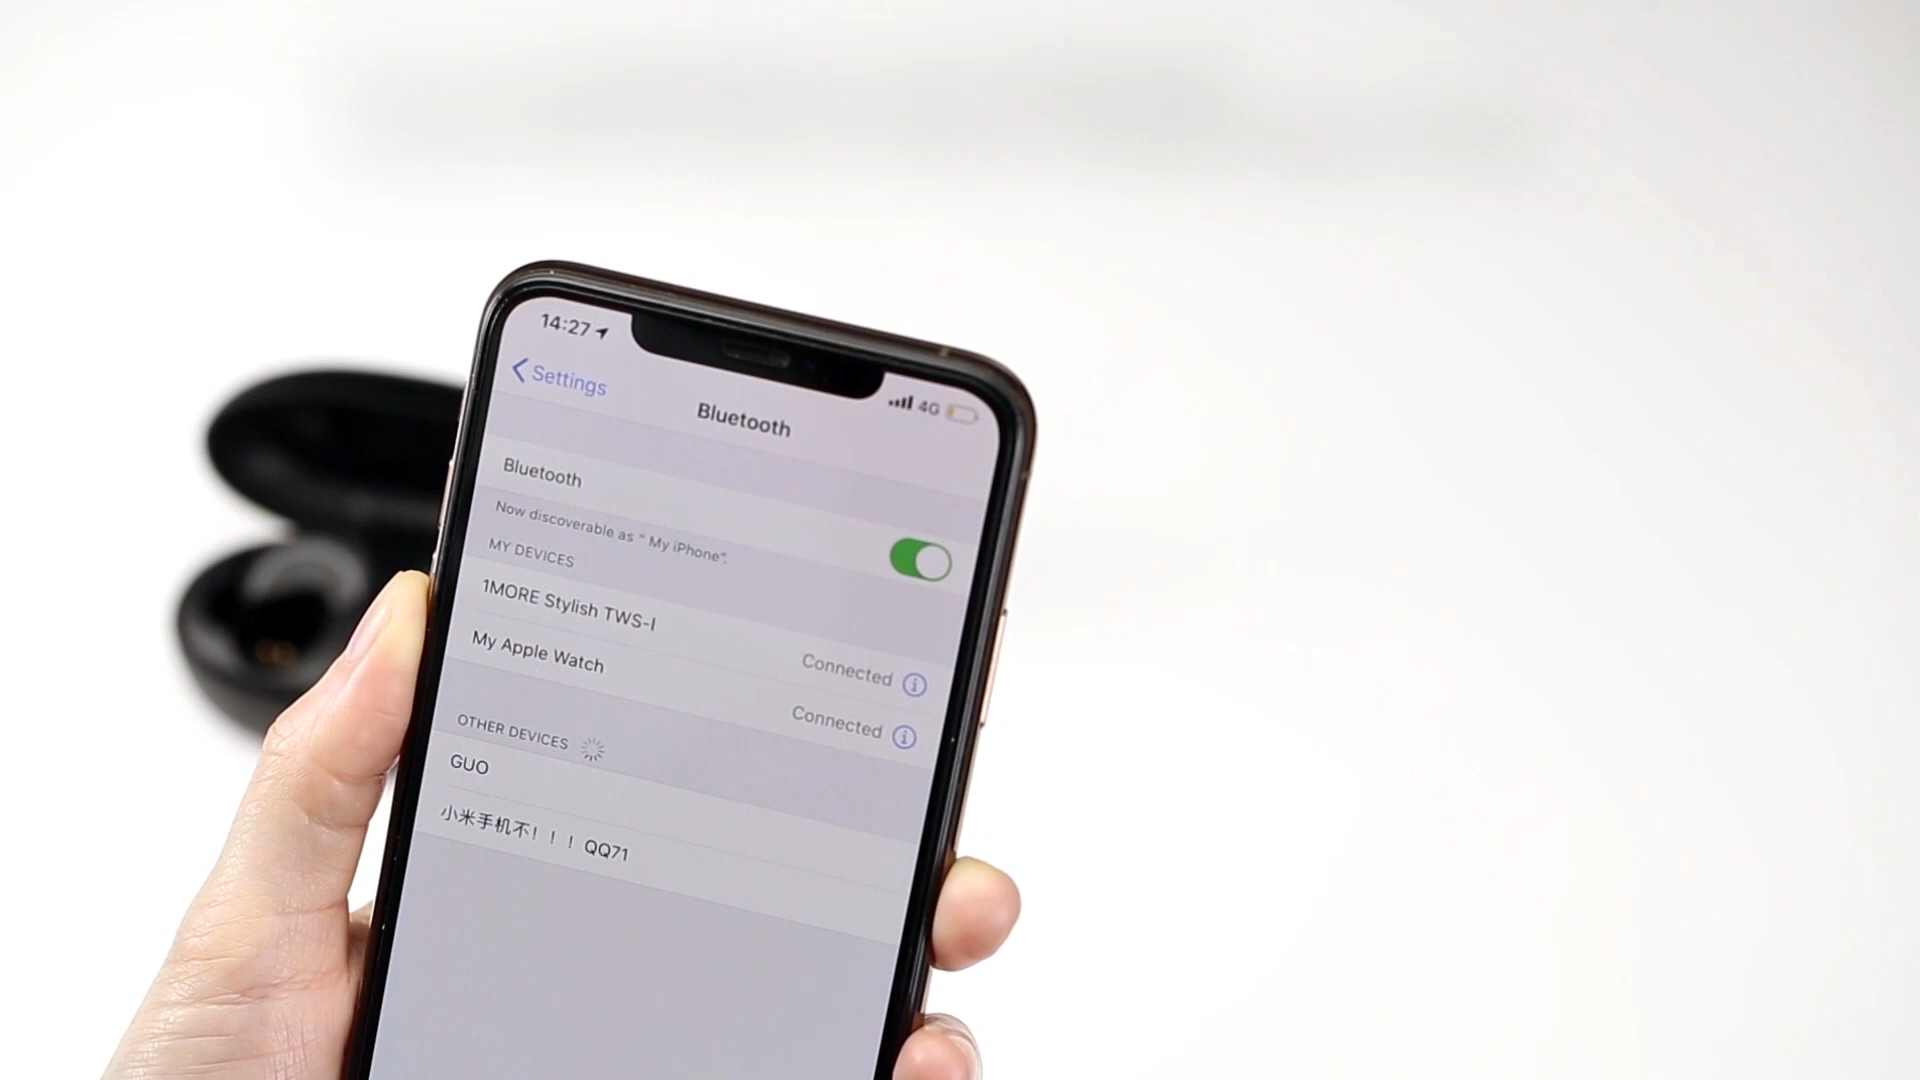 14:27
4G
Settings
Bluetooth
Bluetooth
Now discoverable as “ My iPhone”.
MY DEVICES
1MORE Stylish TWS-I
Connected
My Apple Watch
Connected
OTHER DEVICES
GUO
小米手机不！！！QQ71